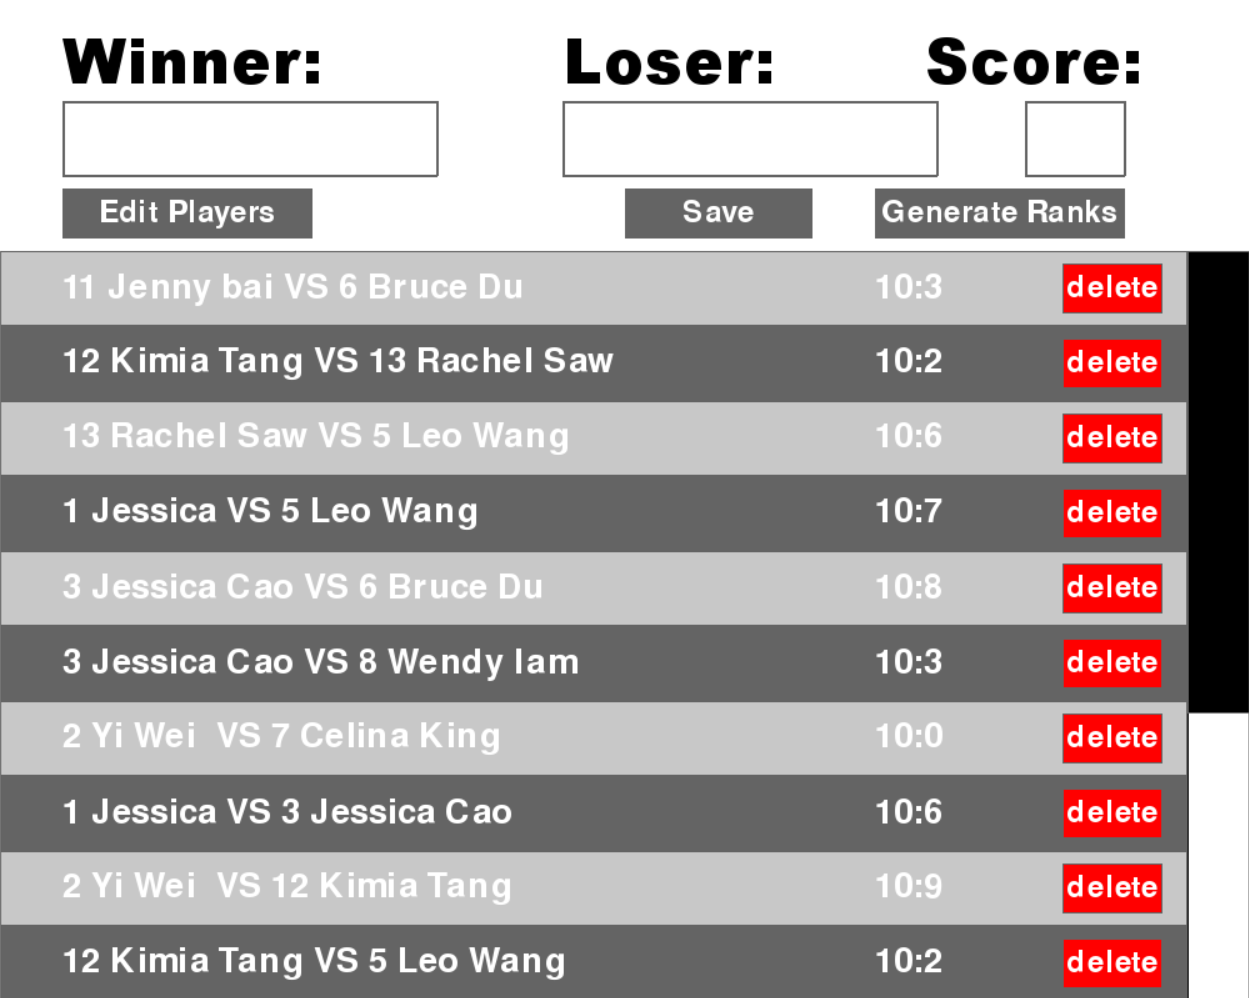 Winner: Loser: Score:
Edit Players Save Generate Ranks
11 Jenny bai VS 6 Bruce Du 10:3 delete
12 Kimia Tang VS 13 Rachel Saw 10:2 delete
13 Rachel Saw VS 5 Leo Wang 10:6 delete
1 Jessica VS 5 Leo Wang 10:7 delete
3 Jessica Cao VS 6 Bruce Du 10:8 delete
3 Jessica Cao VS 8 Wendy lam 10:3 delete
2 Yi Wei  VS 7 Celina King 10:0 delete
1 Jessica VS 3 Jessica Cao 10:6 delete
2 Yi Wei  VS 12 Kimia Tang 10:9 delete
12 Kimia Tang VS 5 Leo Wang 10:2 delete